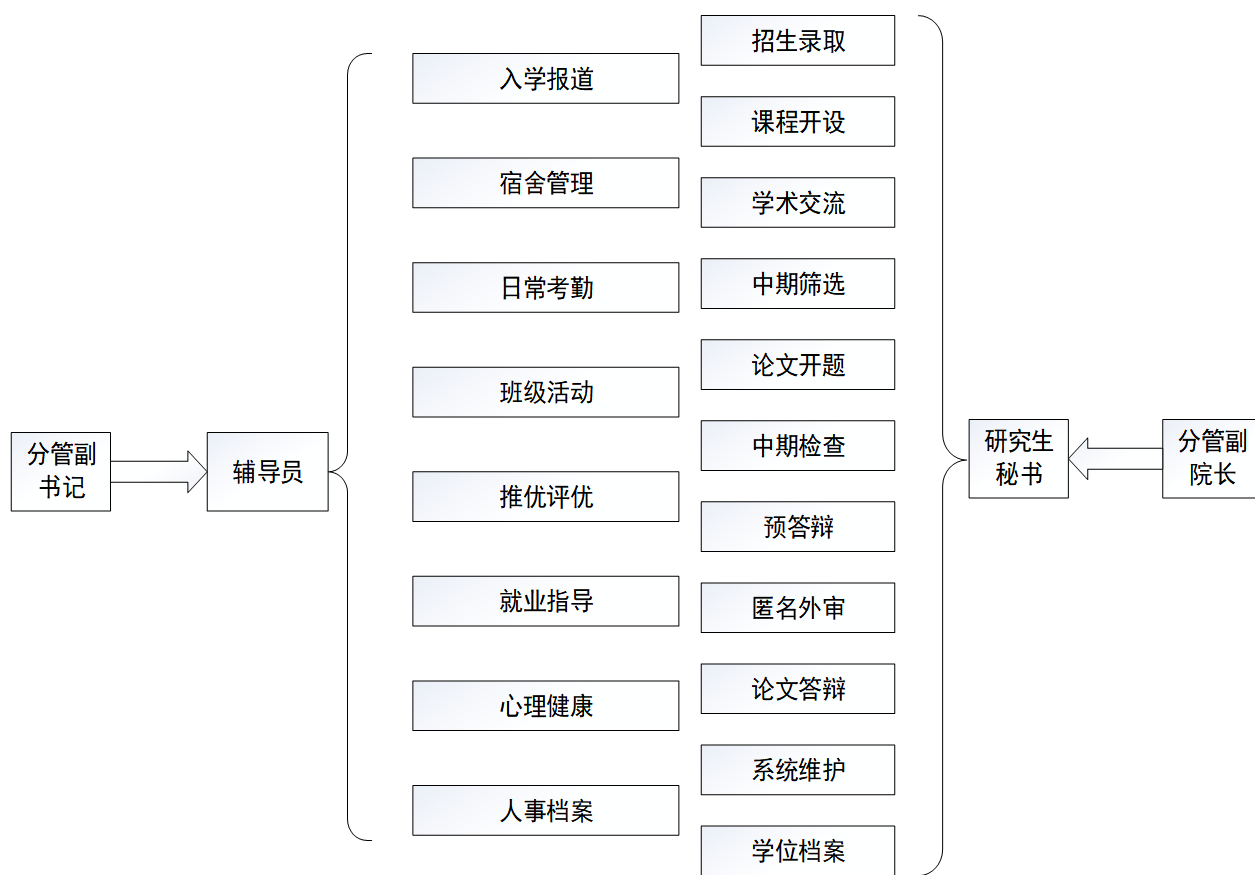 分管副
书记
辅导员
入学报道
宿舍管理
日常考勤
班级活动
推优评优
就业指导
心理健康
人事档案
招生录取
课程开设
学术交流
中期筛选
论文开题
中期检查
预答辩
匿名外审
论文答辩
系统维护
学位档案
研究生
秘书
分管副
院长